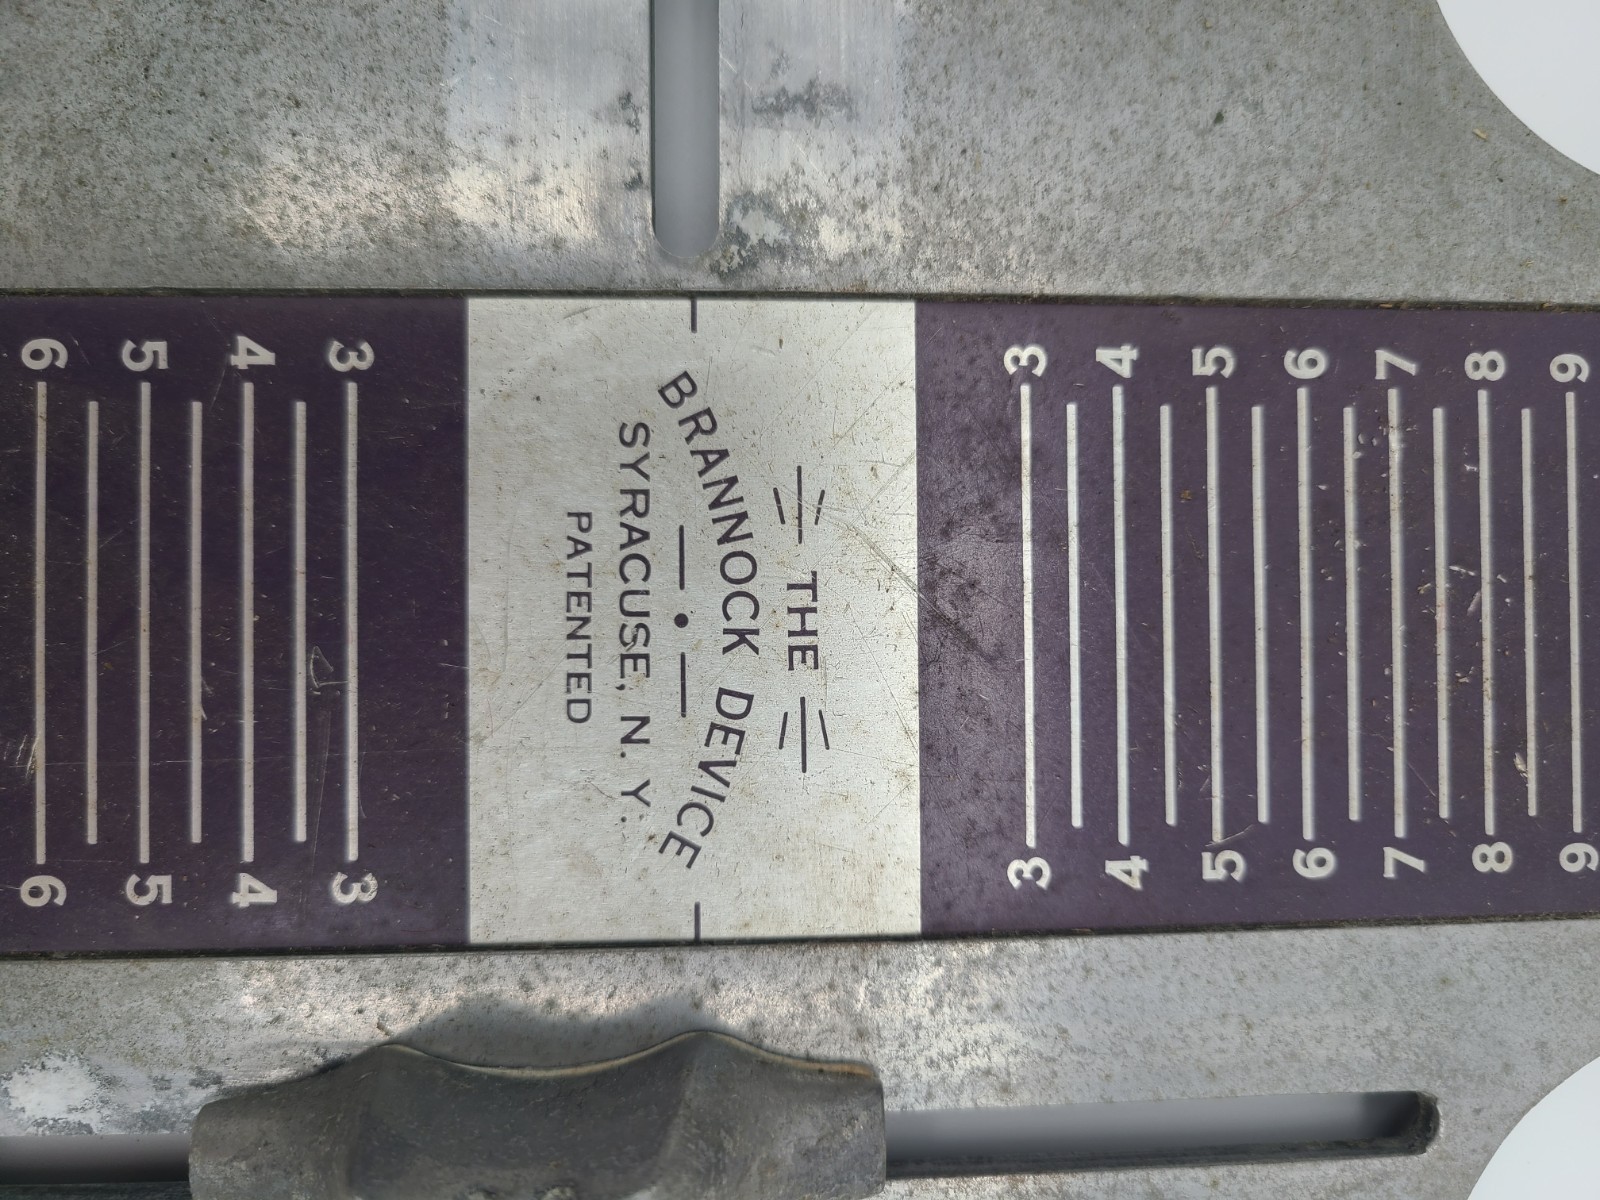 THE
BRANNOCK DEVICE
SYRACUSE, N. Y.
PATENTED
3 4 5 6 7 8 9
3 4 5 6 7 8 9
6 5 4 3
6 5 4 3